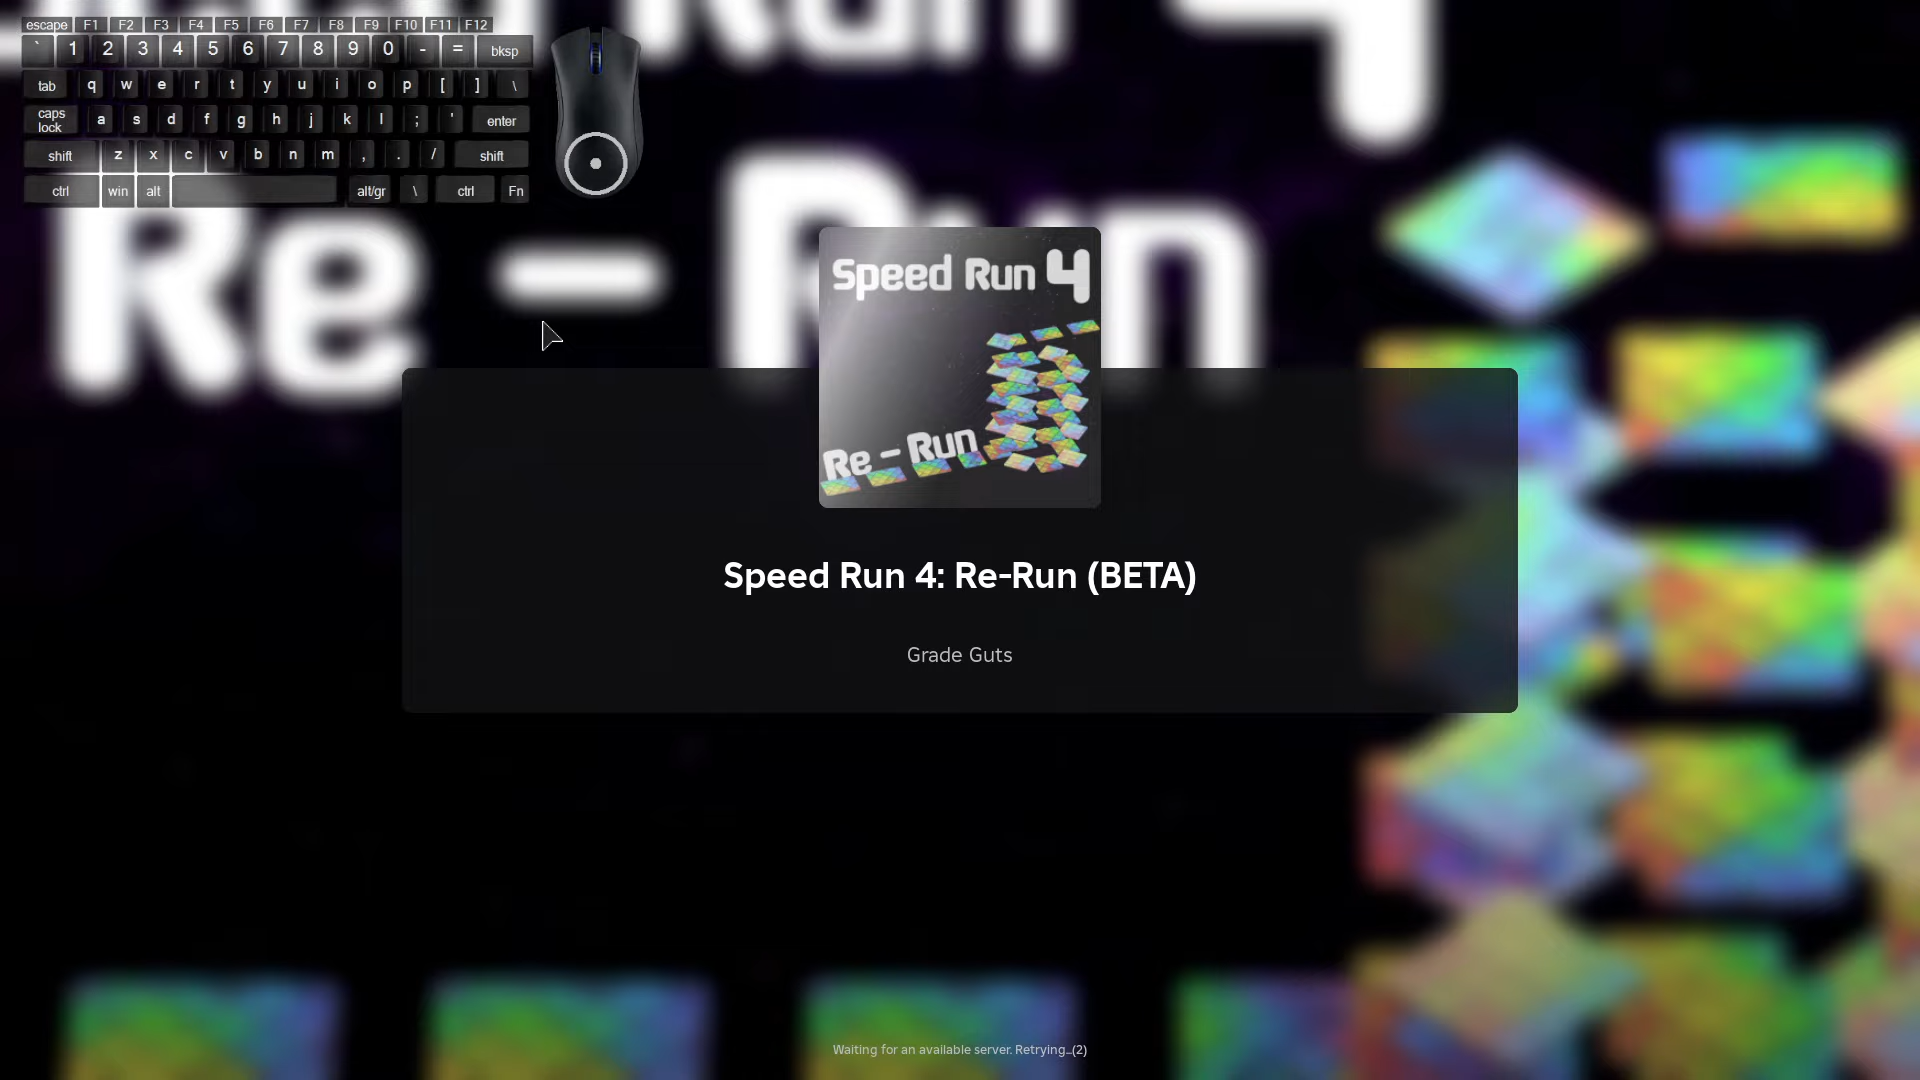 Run 4
escape F1 F2 F3 F4 F5 F6 F7 F8 F9 F10 F11 F12
` 1 2 3 4 5 6 7 8 9 0 - = bksp
tab q w e r t y u i o p [ ] \
caps lock a s d f g h j k l ; ' enter
shift z x c v b n m , . / shift
ctrl win alt alt/gr \ ctrl Fn
Re – Run
Speed Run 4
Re – Run
Speed Run 4: Re-Run (BETA)
Grade Guts
Waiting for an available server. Retrying...(2)